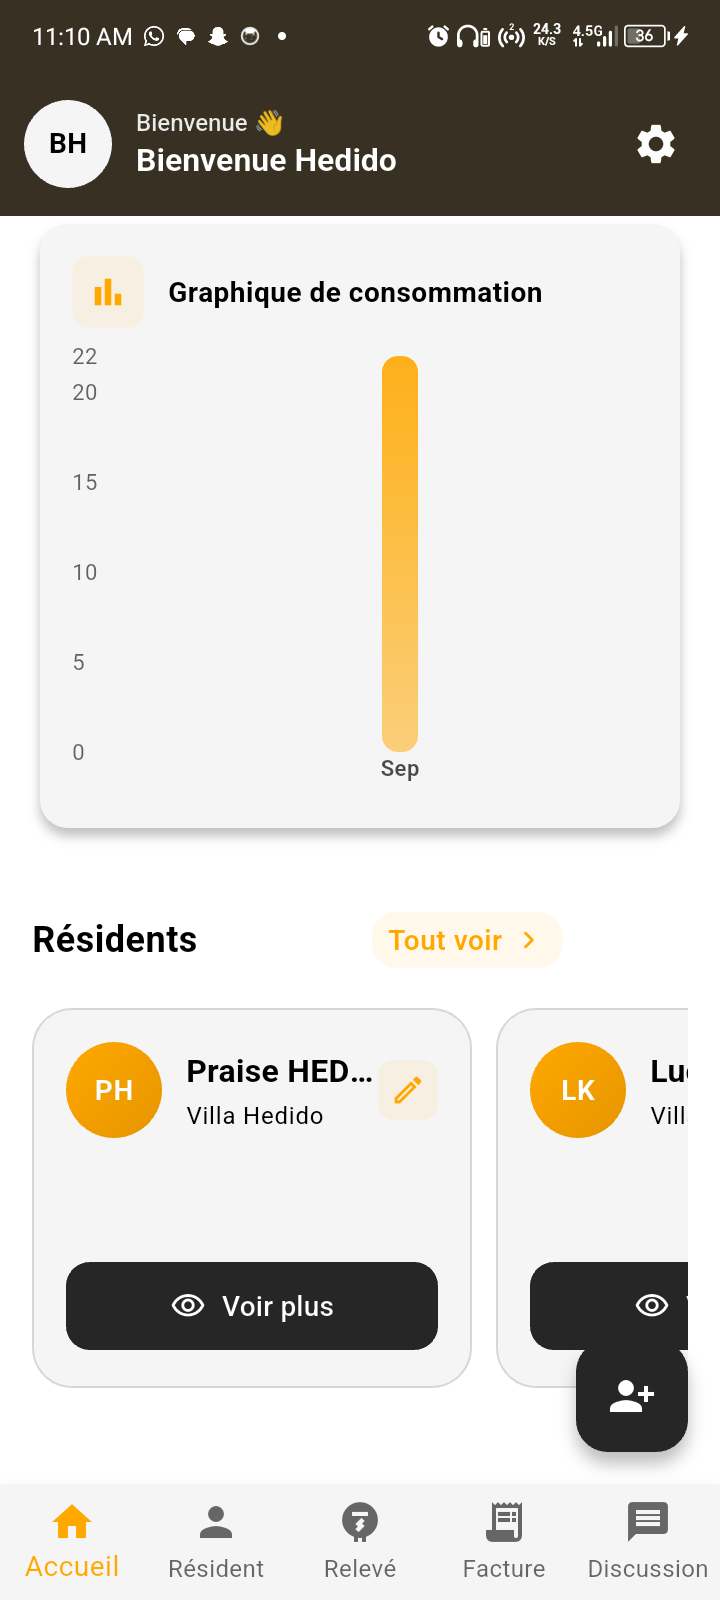 11:10 AM
2
24.3
K/S
4.5G
36
BH
Bienvenue 👋
Bienvenue Hedido
Graphique de consommation
22
20
15
10
5
0
Sep
Résidents
Tout voir
PH
Praise HED...
Villa Hedido
Voir plus
LK
Lu
Vill
Accueil
Résident
Relevé
Facture
Discussion